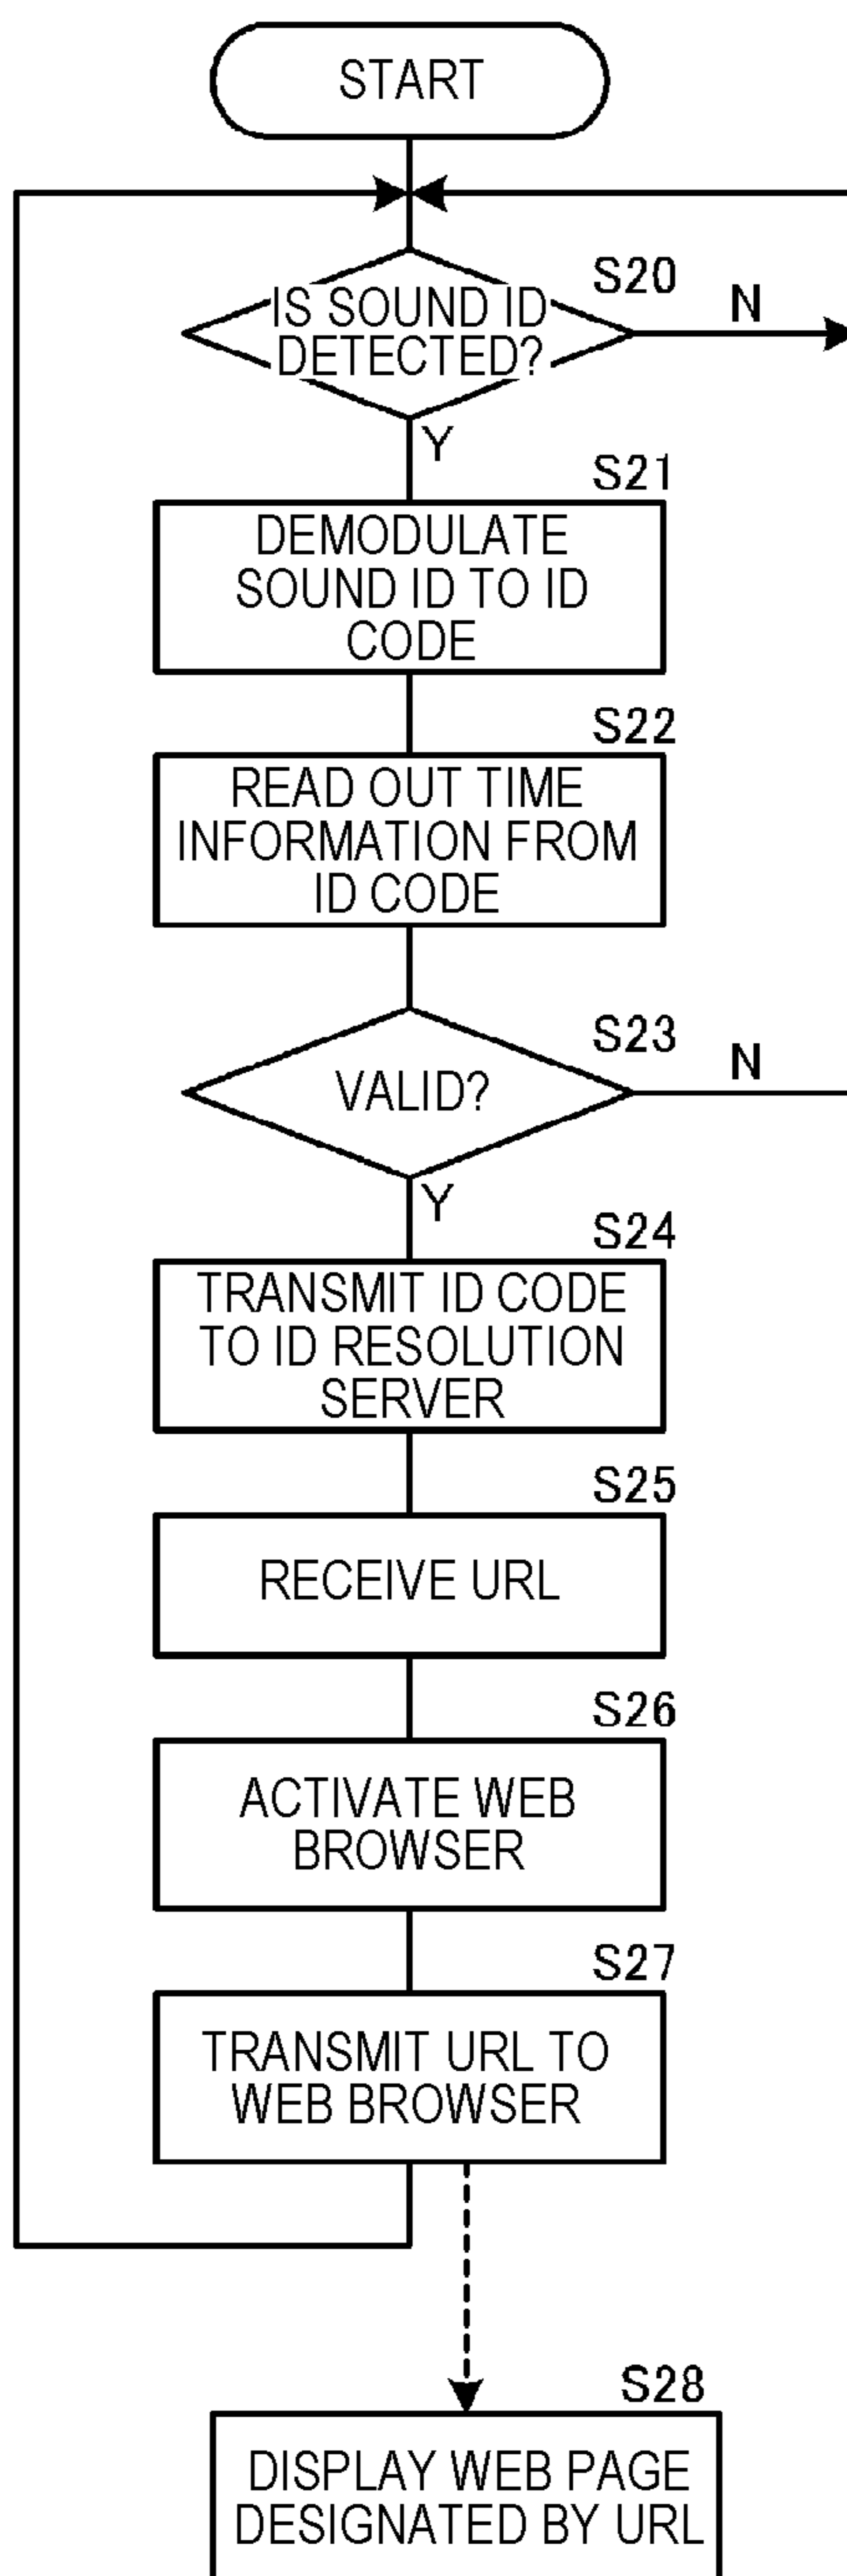 START
S20
IS SOUND ID
DETECTED?
N
Y
S21
DEMODULATE
SOUND ID TO ID
CODE
S22
READ OUT TIME
INFORMATION FROM
ID CODE
S23
VALID?
N
Y
S24
TRANSMIT ID CODE
TO ID RESOLUTION
SERVER
S25
RECEIVE URL
S26
ACTIVATE WEB
BROWSER
S27
TRANSMIT URL TO
WEB BROWSER
S28
DISPLAY WEB PAGE
DESIGNATED BY URL